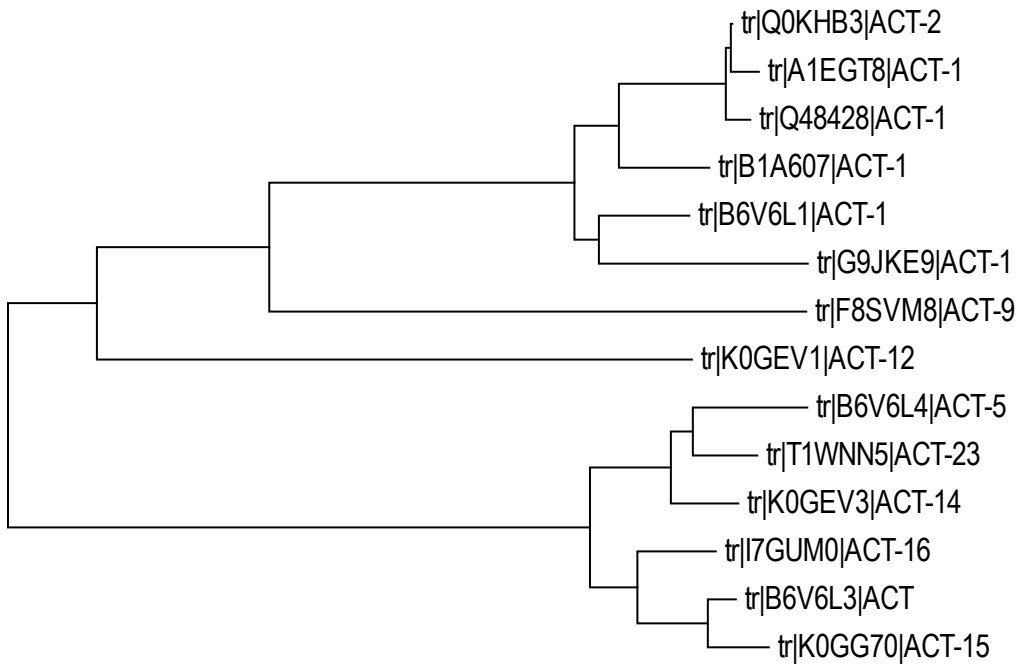 tr|Q0KHB3|ACT-2
tr|A1EGT8|ACT-1
tr|Q48428|ACT-1
tr|B1A607|ACT-1
tr|B6V6L1|ACT-1
tr|G9JKE9|ACT-1
tr|F8SVM8|ACT-9
tr|K0GEV1|ACT-12
tr|B6V6L4|ACT-5
tr|T1WNN5|ACT-23
tr|K0GEV3|ACT-14
tr|I7GUM0|ACT-16
tr|B6V6L3|ACT
tr|K0GG70|ACT-15